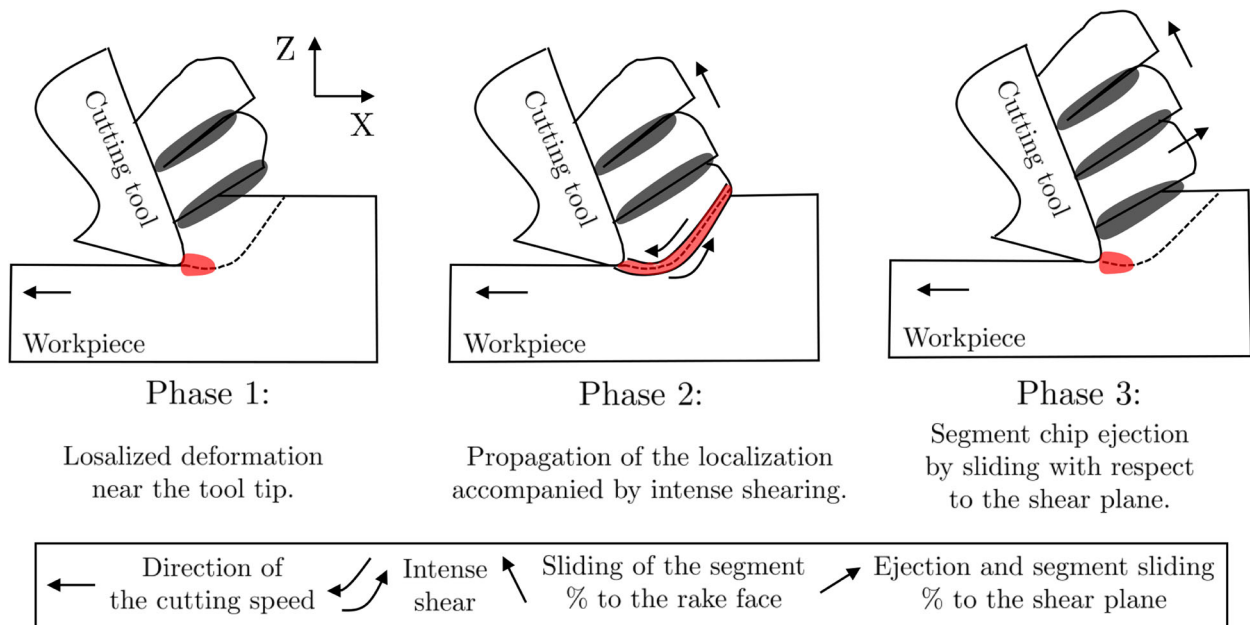 Z
X
Cutting tool
Workpiece
Phase 1:
Losalized deformation
near the tool tip.
Cutting tool
Workpiece
Phase 2:
Propagation of the localization
accompanied by intense shearing.
Cutting tool
Workpiece
Phase 3:
Segment chip ejection
by sliding with respect
to the shear plane.
Direction of
the cutting speed
Intense
shear
Sliding of the segment
% to the rake face
Ejection and segment sliding
% to the shear plane